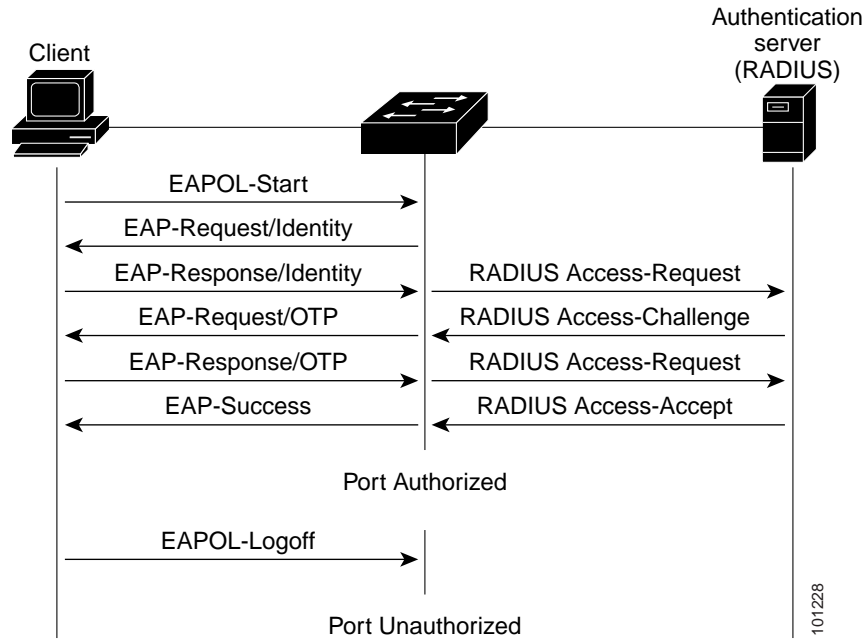 Client
Authentication
server
(RADIUS)
EAPOL-Start
EAP-Request/Identity
EAP-Response/Identity
RADIUS Access-Request
EAP-Request/OTP
RADIUS Access-Challenge
EAP-Response/OTP
RADIUS Access-Request
EAP-Success
RADIUS Access-Accept
Port Authorized
EAPOL-Logoff
Port Unauthorized
101228